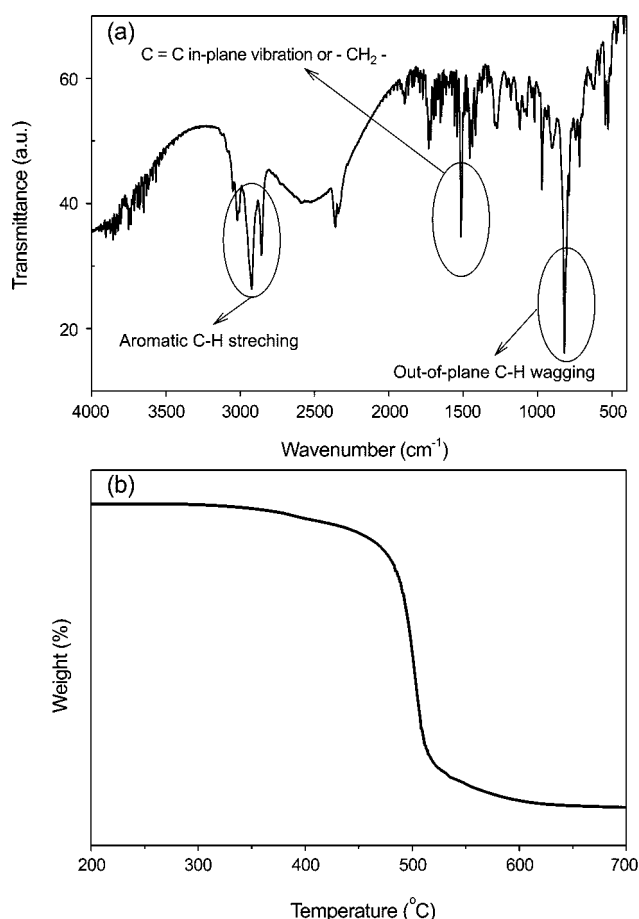 (a)
C = C in-plane vibration or - CH₂ -
60
40
20
Transmittance (a.u.)
Aromatic C-H streching
Out-of-plane C-H wagging
4000 3500 3000 2500 2000 1500 1000 500
Wavenumber (cm⁻¹)
(b)
Weight (%)
200 300 400 500 600 700
Temperature (°C)